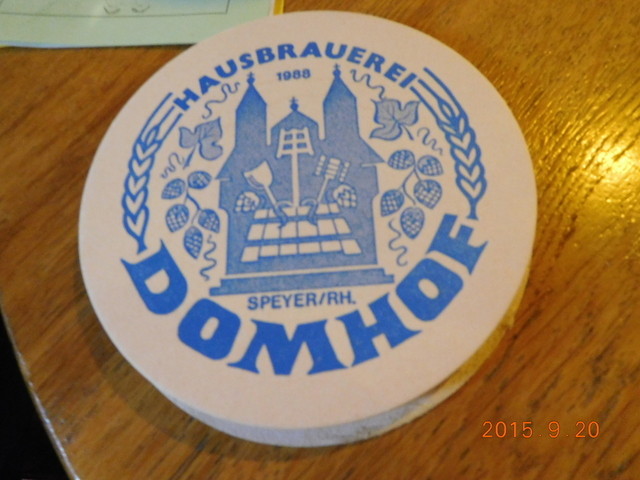 HAUSBRAUEREI
1988
SPEYER/RH.
DOMHOF
2015.9.20